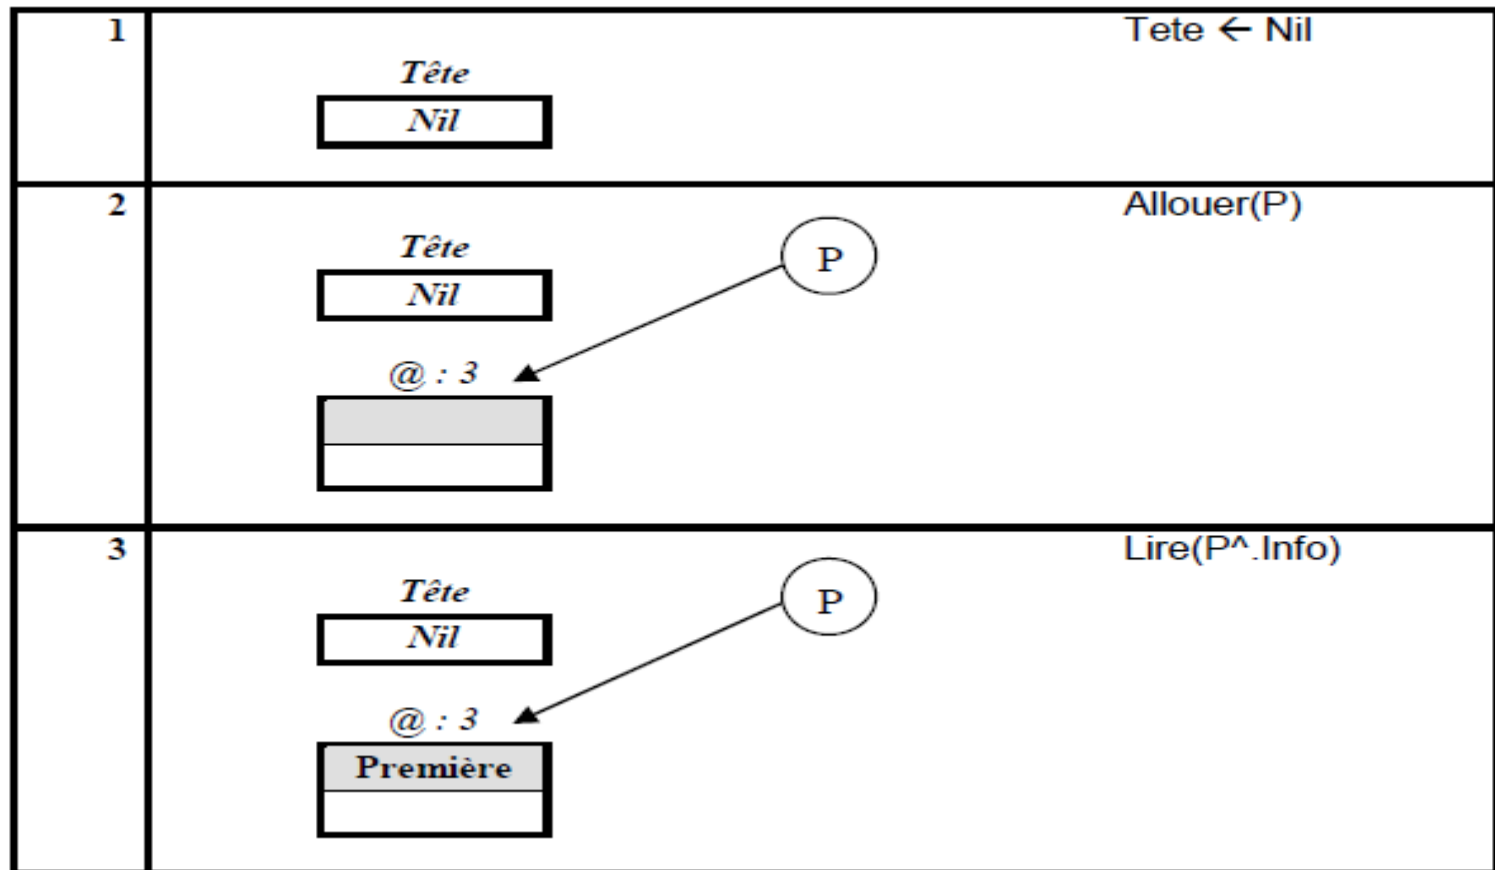 1
Tete ← Nil
Tête
Nil
2
Allouer(P)
Tête
P
Nil
@ : 3
3
Lire(P^.Info)
Tête
P
Nil
@ : 3
Première